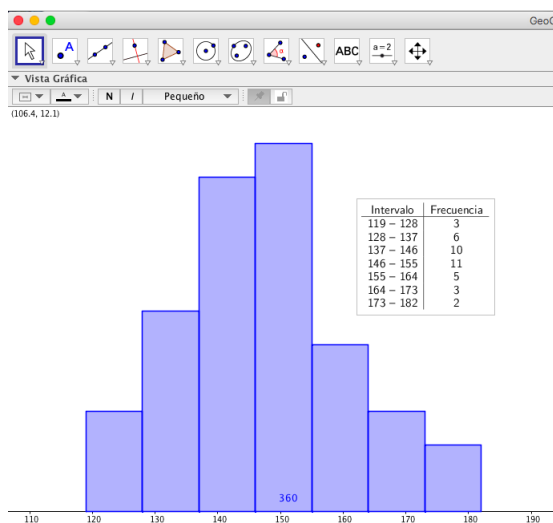 GeoG
A
α
ABC
a = 2
Vista Gráfica
A N I Pequeño
(106.4, 12.1)
Intervalo Frecuencia
119 – 128 3
128 – 137 6
137 – 146 10
146 – 155 11
155 – 164 5
164 – 173 3
173 – 182 2
360
110 120 130 140 150 160 170 180 190